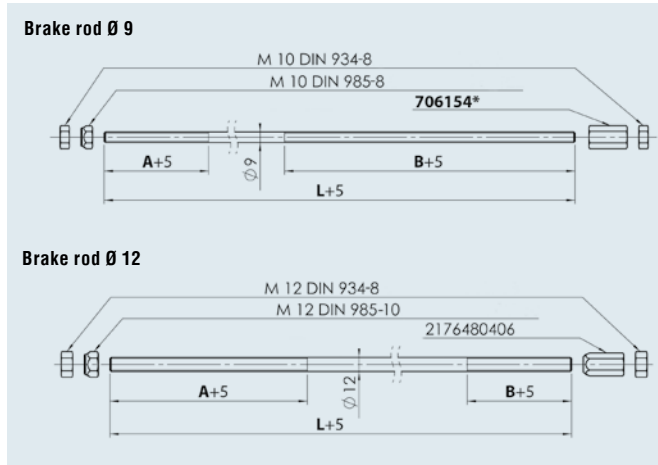 Brake rod Ø 9
M 10 DIN 934-8
M 10 DIN 985-8
706154*
A+5
Ø 9
B+5
L+5
Brake rod Ø 12
M 12 DIN 934-8
M 12 DIN 985-10
2176480406
A+5
Ø 12
B+5
L+5